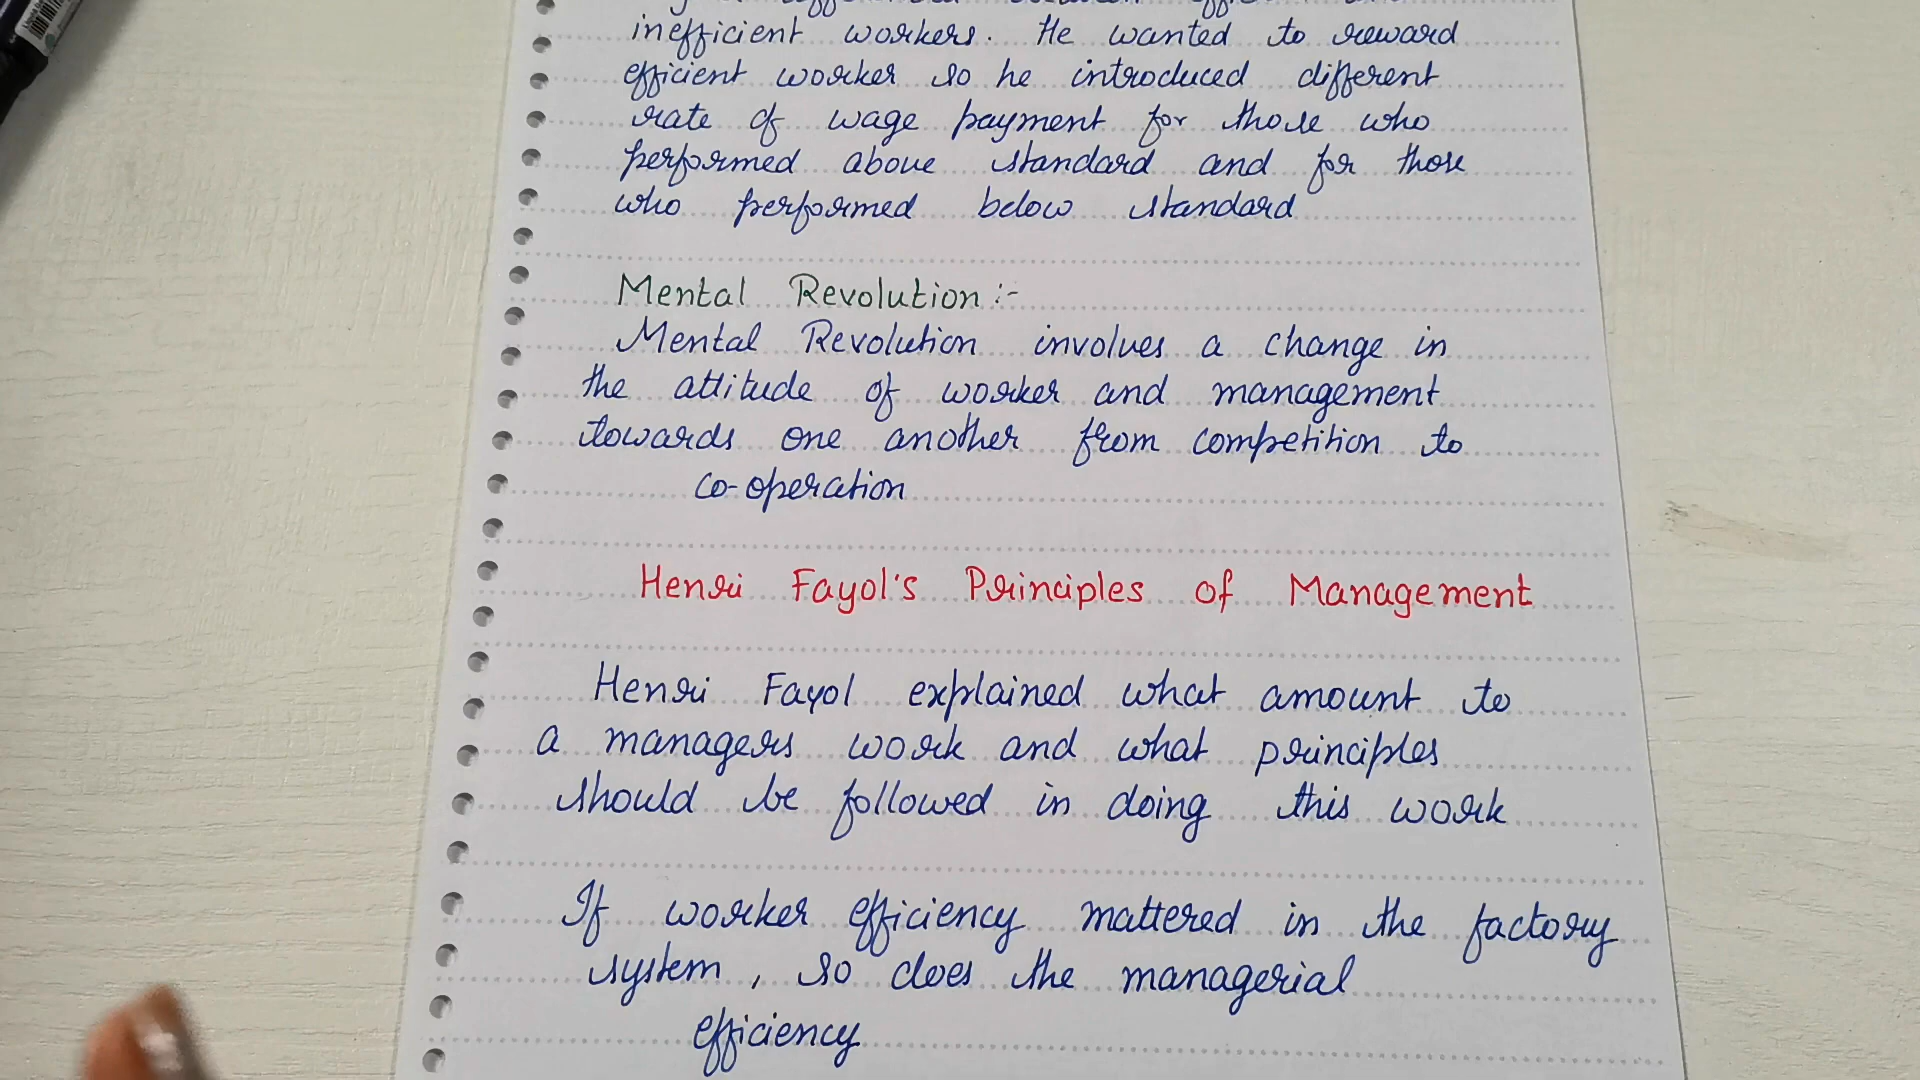 inefficient workers. He wanted to reward
efficient worker so he introduced different
rate of wage payment for those who
performed above standard and for those
who performed below standard
Mental Revolution :-
Mental Revolution involves a change in
the attitude of worker and management
towards one another from competition to
co-operation
Henri Fayol's Principles of Management
Henri Fayol explained what amount to
a managers work and what principles
should be followed in doing this work
If worker efficiency mattered in the factory
system, so does the managerial
efficiency